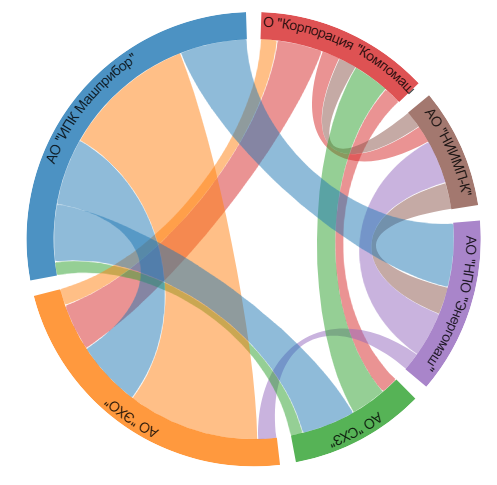 О "Корпорация "Компомаш
АО "НИИМП-К"
АО "НПО "Энергомаш"
АО "СХЗ"
АО "ЭХО"
АО "ИПК Машприбор"